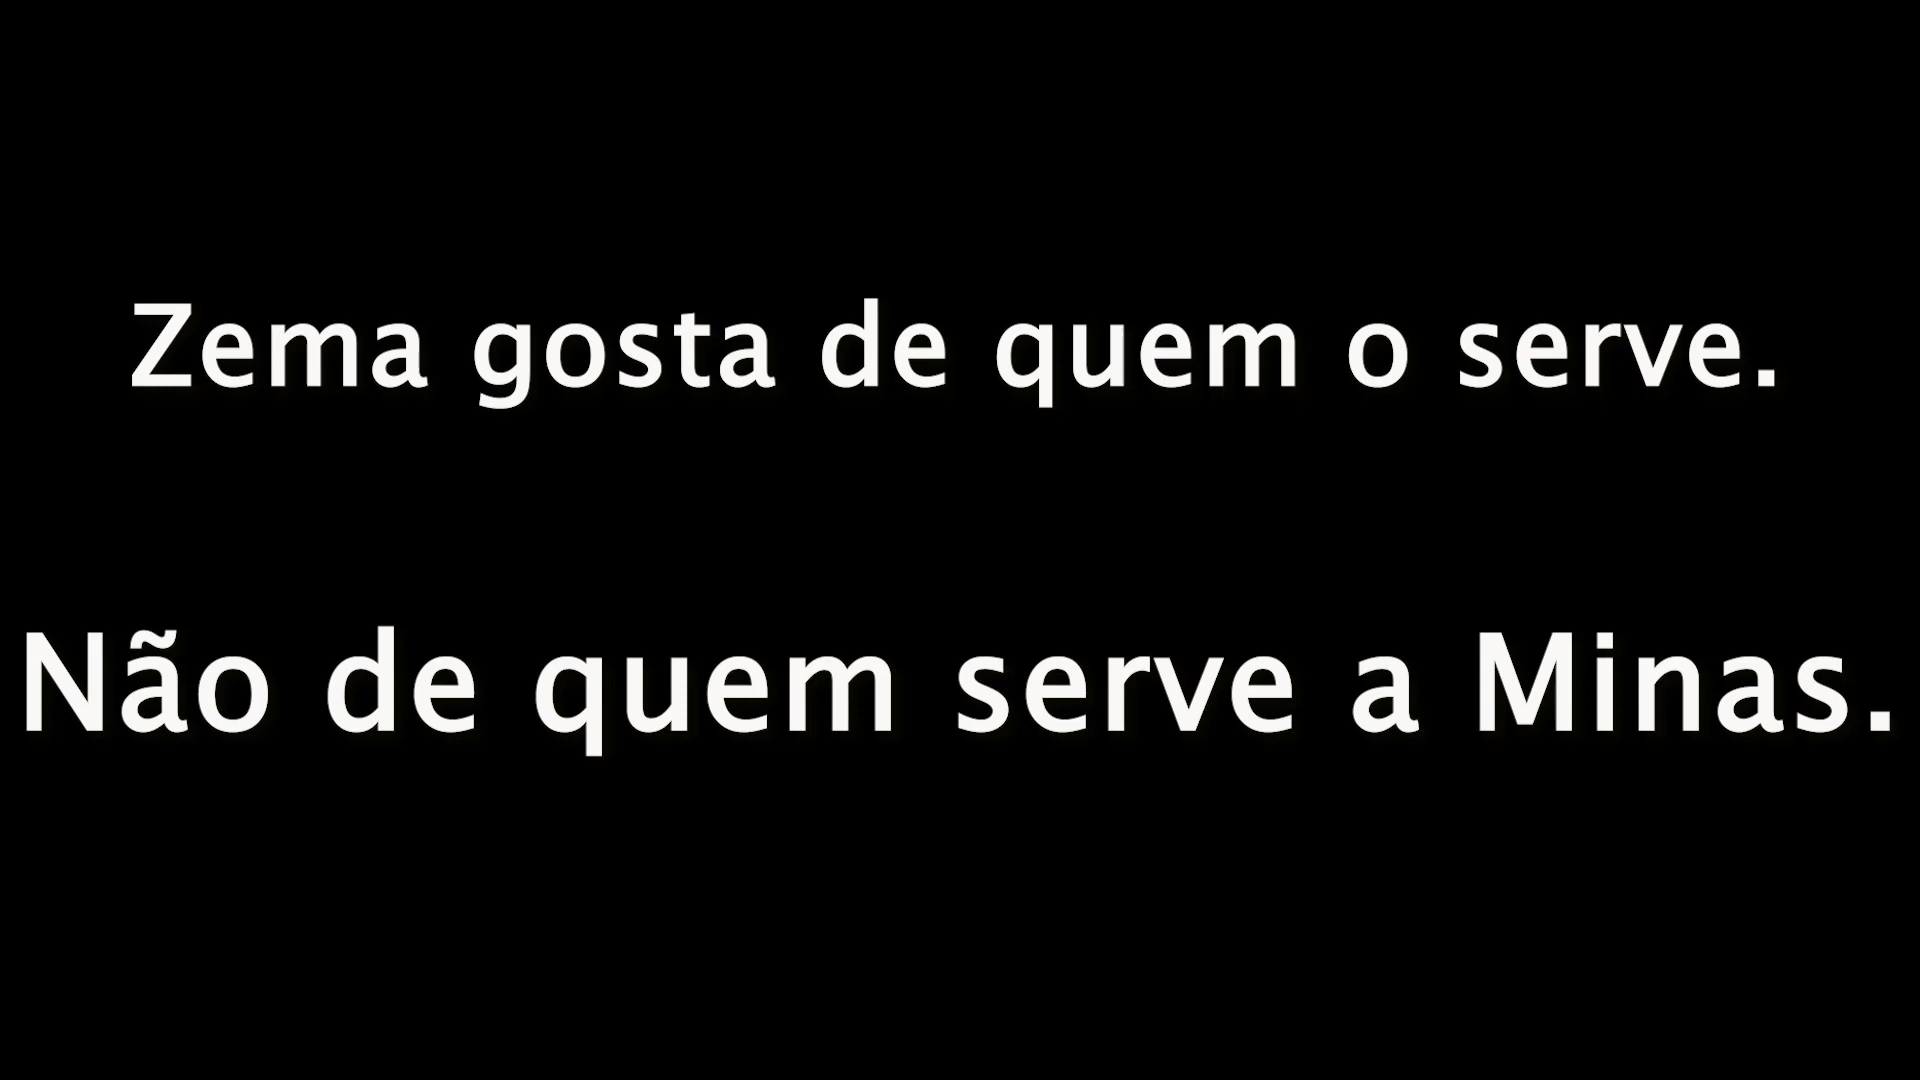 Zema gosta de quem o serve.
Não de quem serve a Minas.